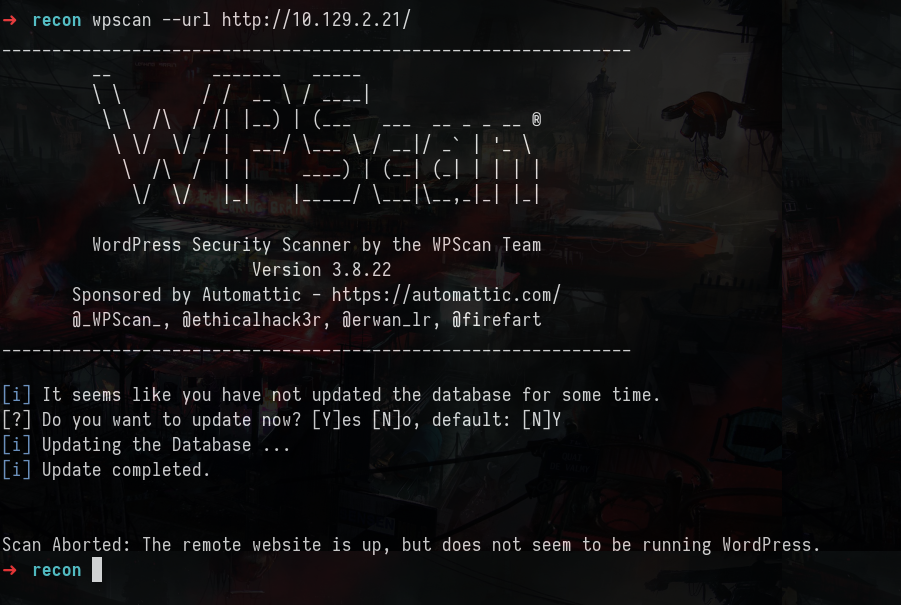 → recon wpscan --url http://10.129.2.21/
_______________________________________________________________
         __          _______   _____
         \ \        / /  __ \ / ____|
          \ \  /\  / /| |__) | (___   ___  __ _ _ __ ®
           \ \/  \/ / |  ___/ \___ \ / __|/ _` | '_ \
            \  /\  /  | |     ____) | (__| (_| | | | |
             \/  \/   |_|    |_____/ \___|\__,_|_| |_|
WordPress Security Scanner by the WPScan Team
Version 3.8.22
Sponsored by Automattic - https://automattic.com/
@_WPScan_, @ethicalhack3r, @erwan_lr, @firefart
_______________________________________________________________
[i] It seems like you have not updated the database for some time.
[?] Do you want to update now? [Y]es [N]o, default: [N]Y
[i] Updating the Database ...
[i] Update completed.
Scan Aborted: The remote website is up, but does not seem to be running WordPress.
→ recon